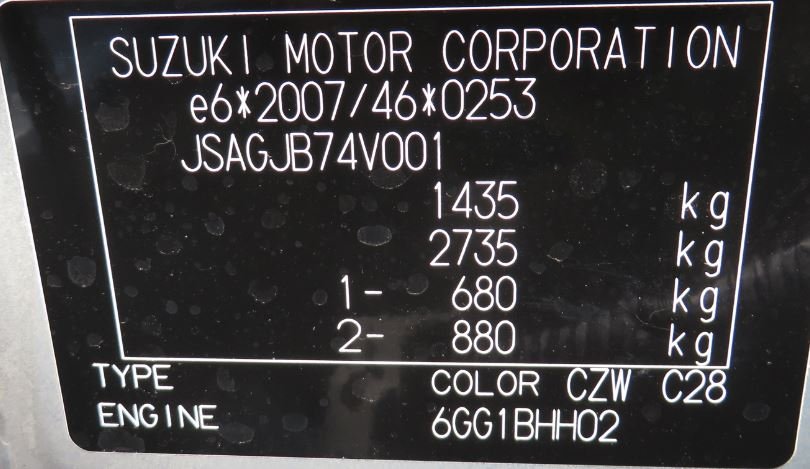 SUZUKI MOTOR CORPORATION
e6*2007/46*0253
JSAGJB74V001
1435 kg
2735 kg
1- 680 kg
2- 880 kg
TYPE COLOR CZW C28
ENGINE 6GG1BHH02